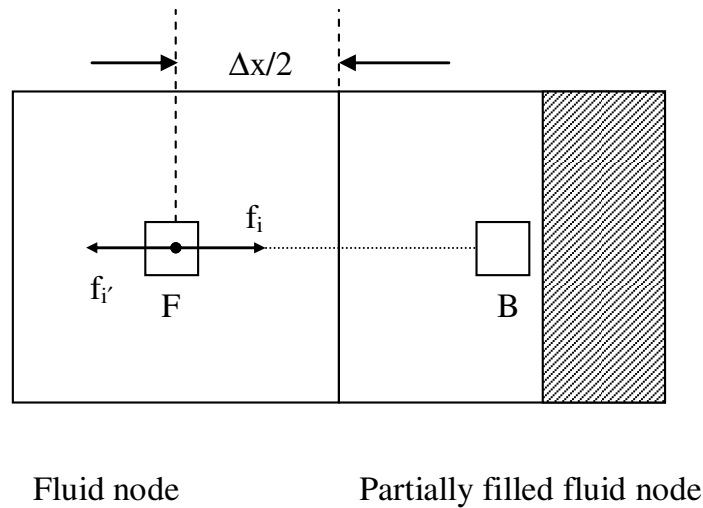 Δx/2
f_i
f_i′
F
B
Fluid node
Partially filled fluid node